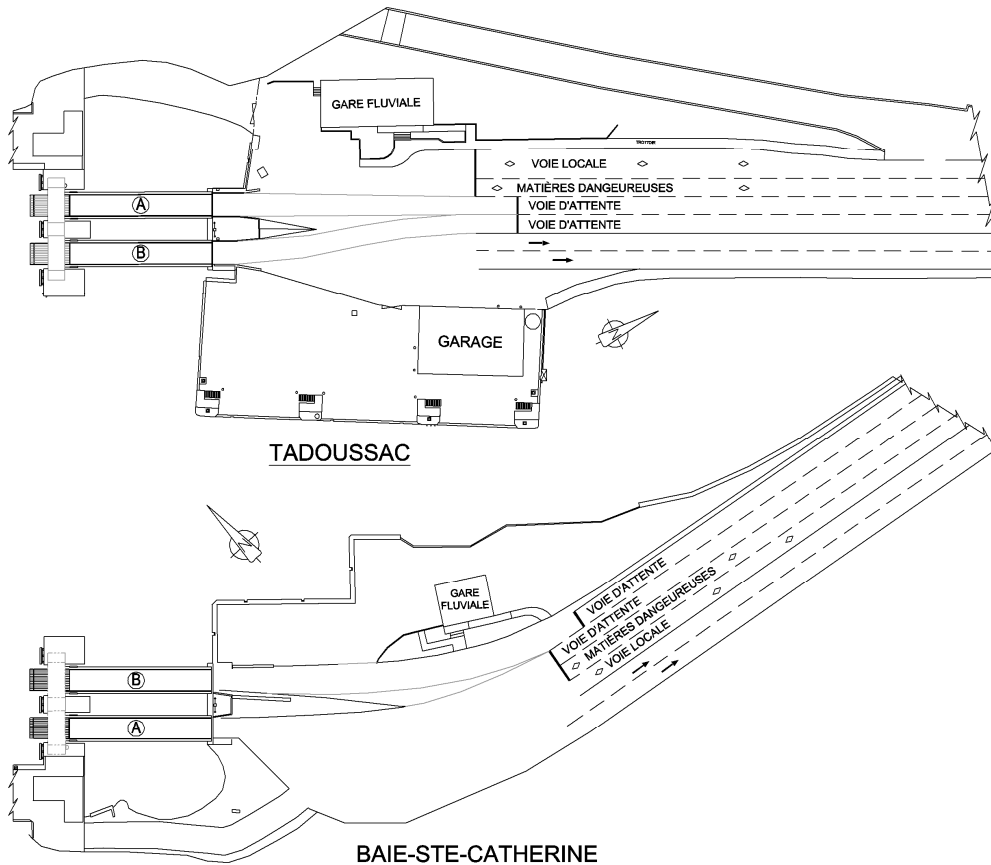 GARE FLUVIALE
TROTTOIR
VOIE LOCALE
MATIÈRES DANGEUREUSES
A
VOIE D'ATTENTE
VOIE D'ATTENTE
B
GARAGE
TADOUSSAC
VOIE D'ATTENTE
GARE
FLUVIALE
VOIE D'ATTENTE
MATIÈRES DANGEUREUSES
VOIE LOCALE
B
A
BAIE-STE-CATHERINE